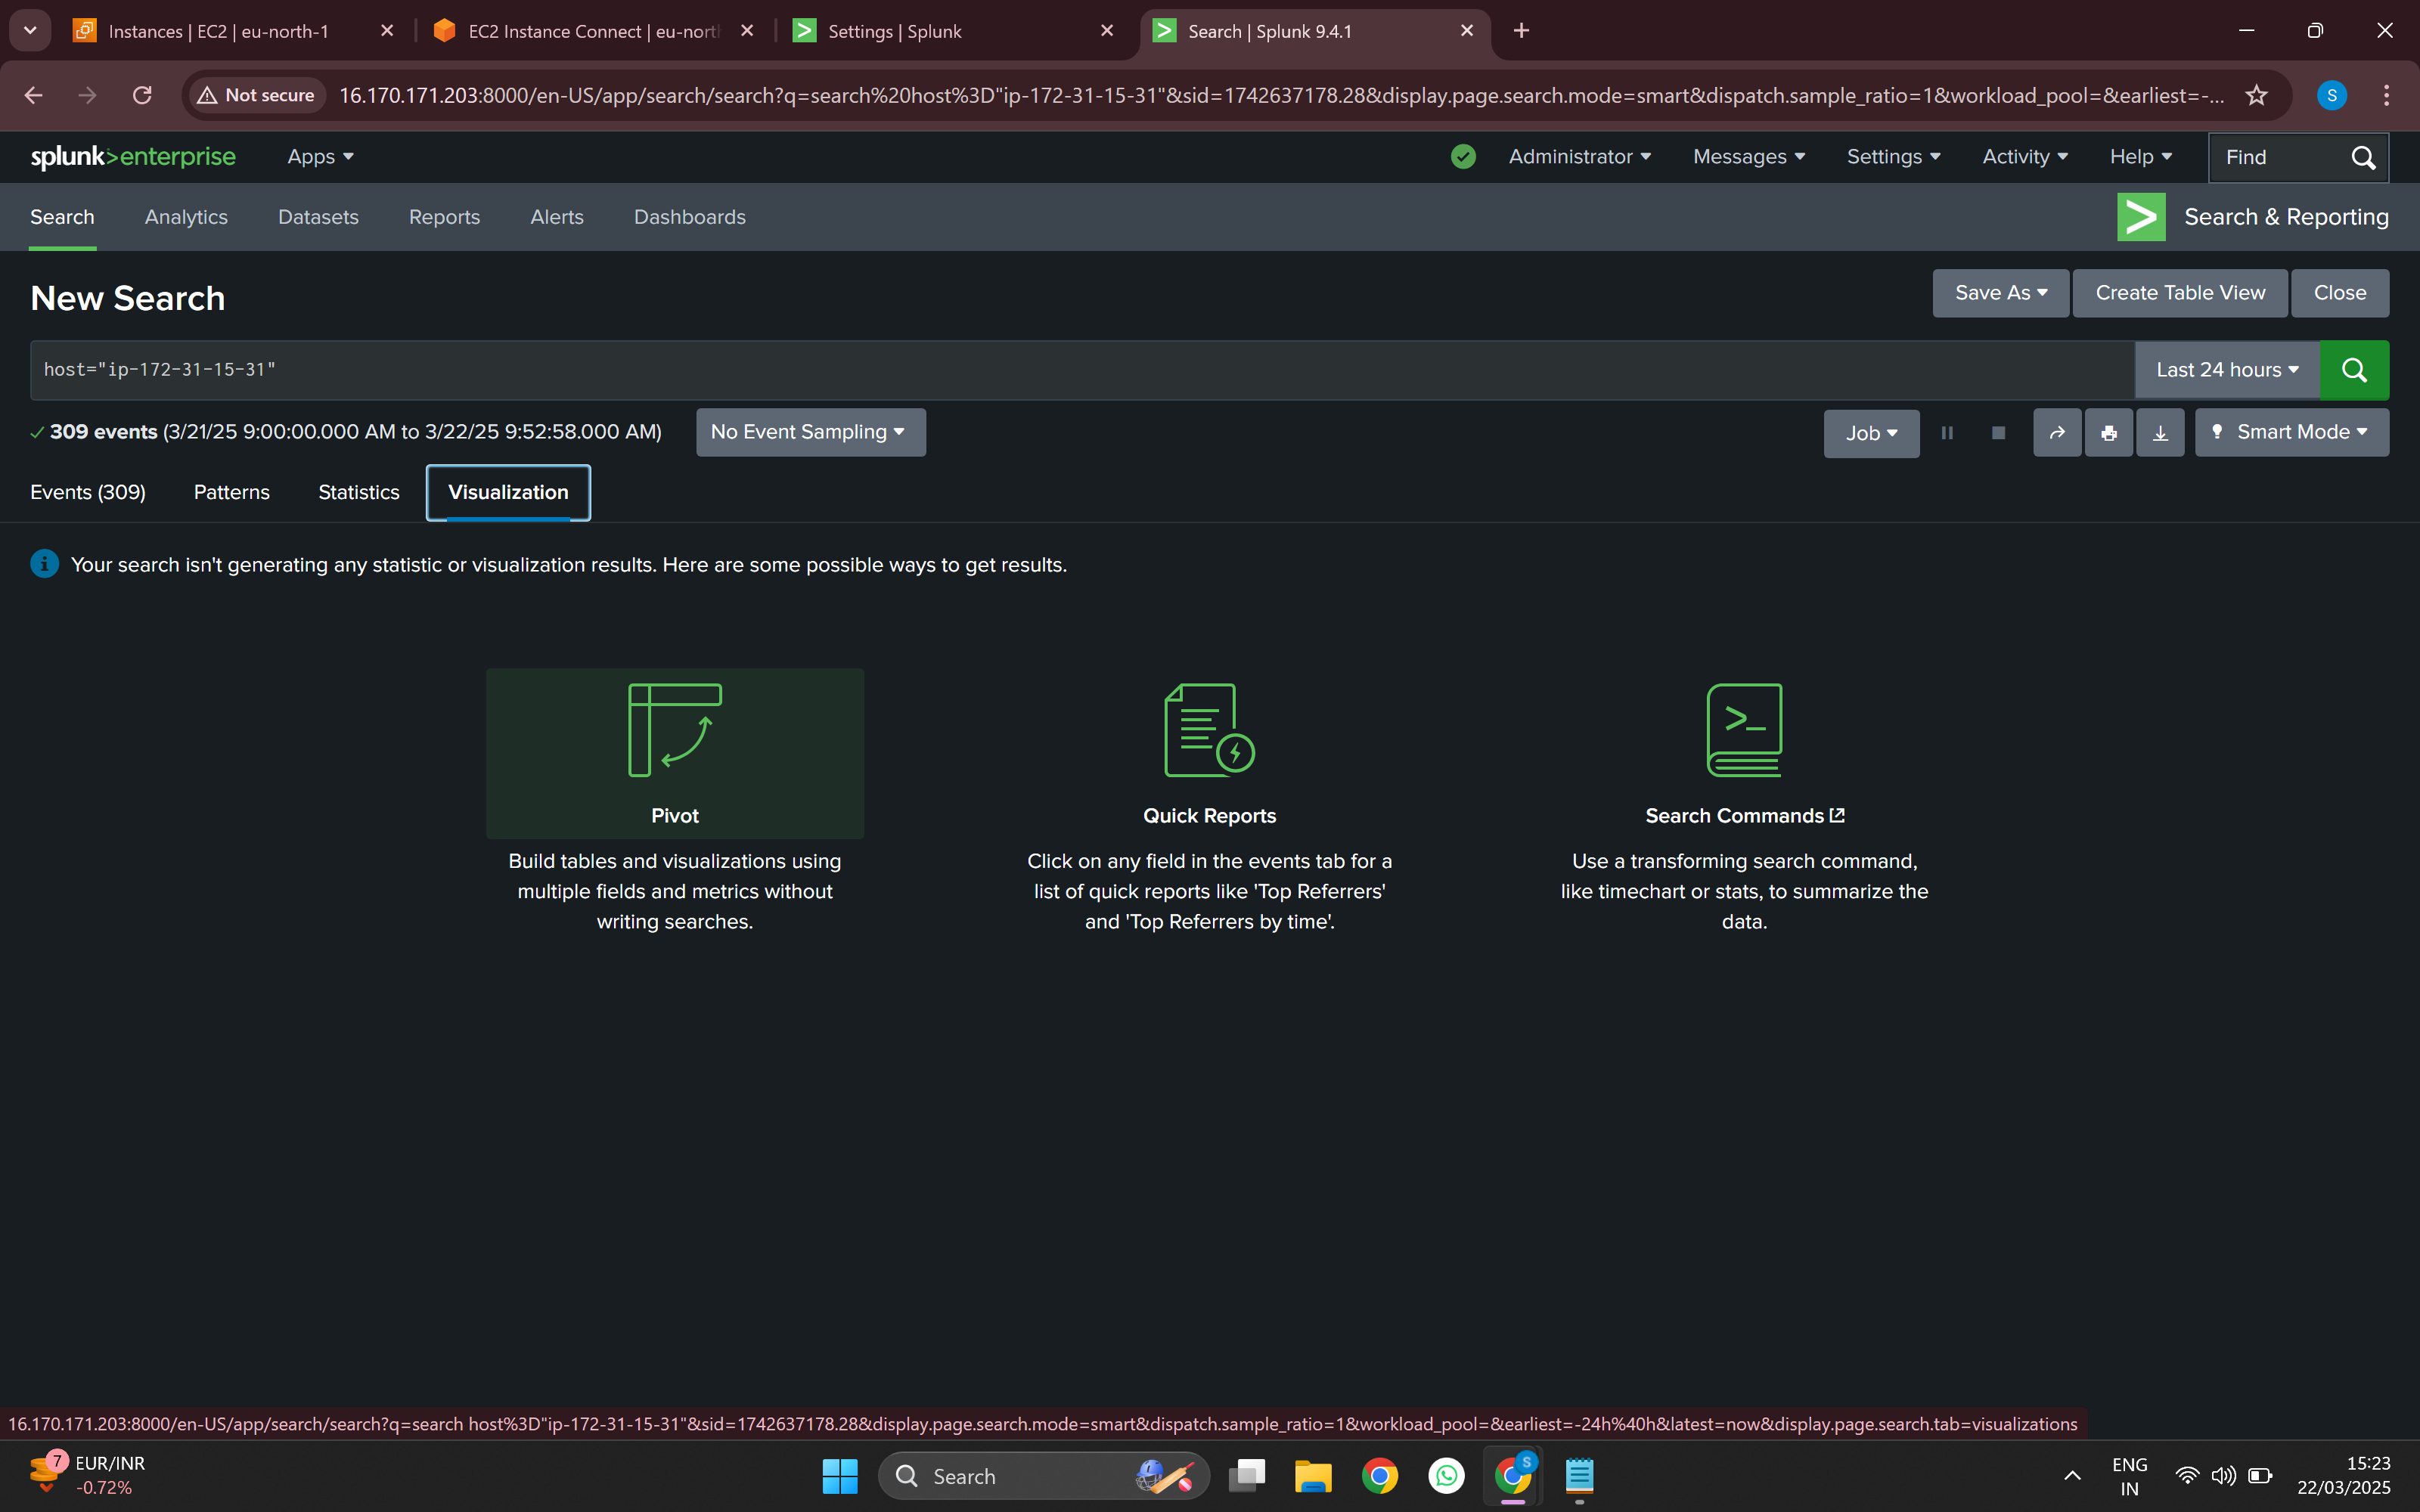 Instances | EC2 | eu-north-1
EC2 Instance Connect | eu-nort
Settings | Splunk
Search | Splunk 9.4.1
Not secure
16.170.171.203:8000/en-US/app/search/search?q=search%20host%3D"ip-172-31-15-31"&sid=1742637178.28&display.page.search.mode=smart&dispatch.sample_ratio=1&workload_pool=&earliest=-...
S
splunk>enterprise
Apps
Administrator
Messages
Settings
Activity
Help
Find
Search
Analytics
Datasets
Reports
Alerts
Dashboards
Search & Reporting
New Search
Save As
Create Table View
Close
host="ip-172-31-15-31"
Last 24 hours
309 events (3/21/25 9:00:00.000 AM to 3/22/25 9:52:58.000 AM)
No Event Sampling
Job
Smart Mode
Events (309)
Patterns
Statistics
Visualization
Your search isn't generating any statistic or visualization results. Here are some possible ways to get results.
Pivot
Build tables and visualizations using
multiple fields and metrics without
writing searches.
Quick Reports
Click on any field in the events tab for a
list of quick reports like 'Top Referrers'
and 'Top Referrers by time'.
Search Commands
Use a transforming search command,
like timechart or stats, to summarize the
data.
16.170.171.203:8000/en-US/app/search/search?q=search host%3D"ip-172-31-15-31"&sid=1742637178.28&display.page.search.mode=smart&dispatch.sample_ratio=1&workload_pool=&earliest=-24h%40h&latest=now&display.page.search.tab=visualizations
7
EUR/INR
-0.72%
Search
S
ENG
IN
15:23
22/03/2025